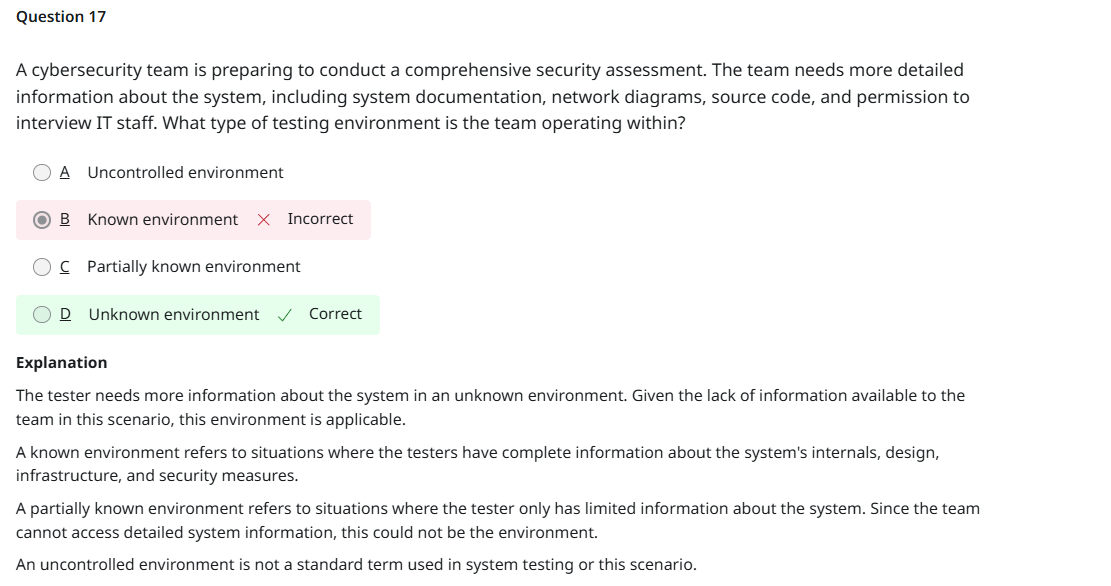 Question 17
A cybersecurity team is preparing to conduct a comprehensive security assessment. The team needs more detailed
information about the system, including system documentation, network diagrams, source code, and permission to
interview IT staff. What type of testing environment is the team operating within?
A Uncontrolled environment
B Known environment × Incorrect
C Partially known environment
D Unknown environment ✓ Correct
Explanation
The tester needs more information about the system in an unknown environment. Given the lack of information available to the
team in this scenario, this environment is applicable.
A known environment refers to situations where the testers have complete information about the system's internals, design,
infrastructure, and security measures.
A partially known environment refers to situations where the tester only has limited information about the system. Since the team
cannot access detailed system information, this could not be the environment.
An uncontrolled environment is not a standard term used in system testing or this scenario.